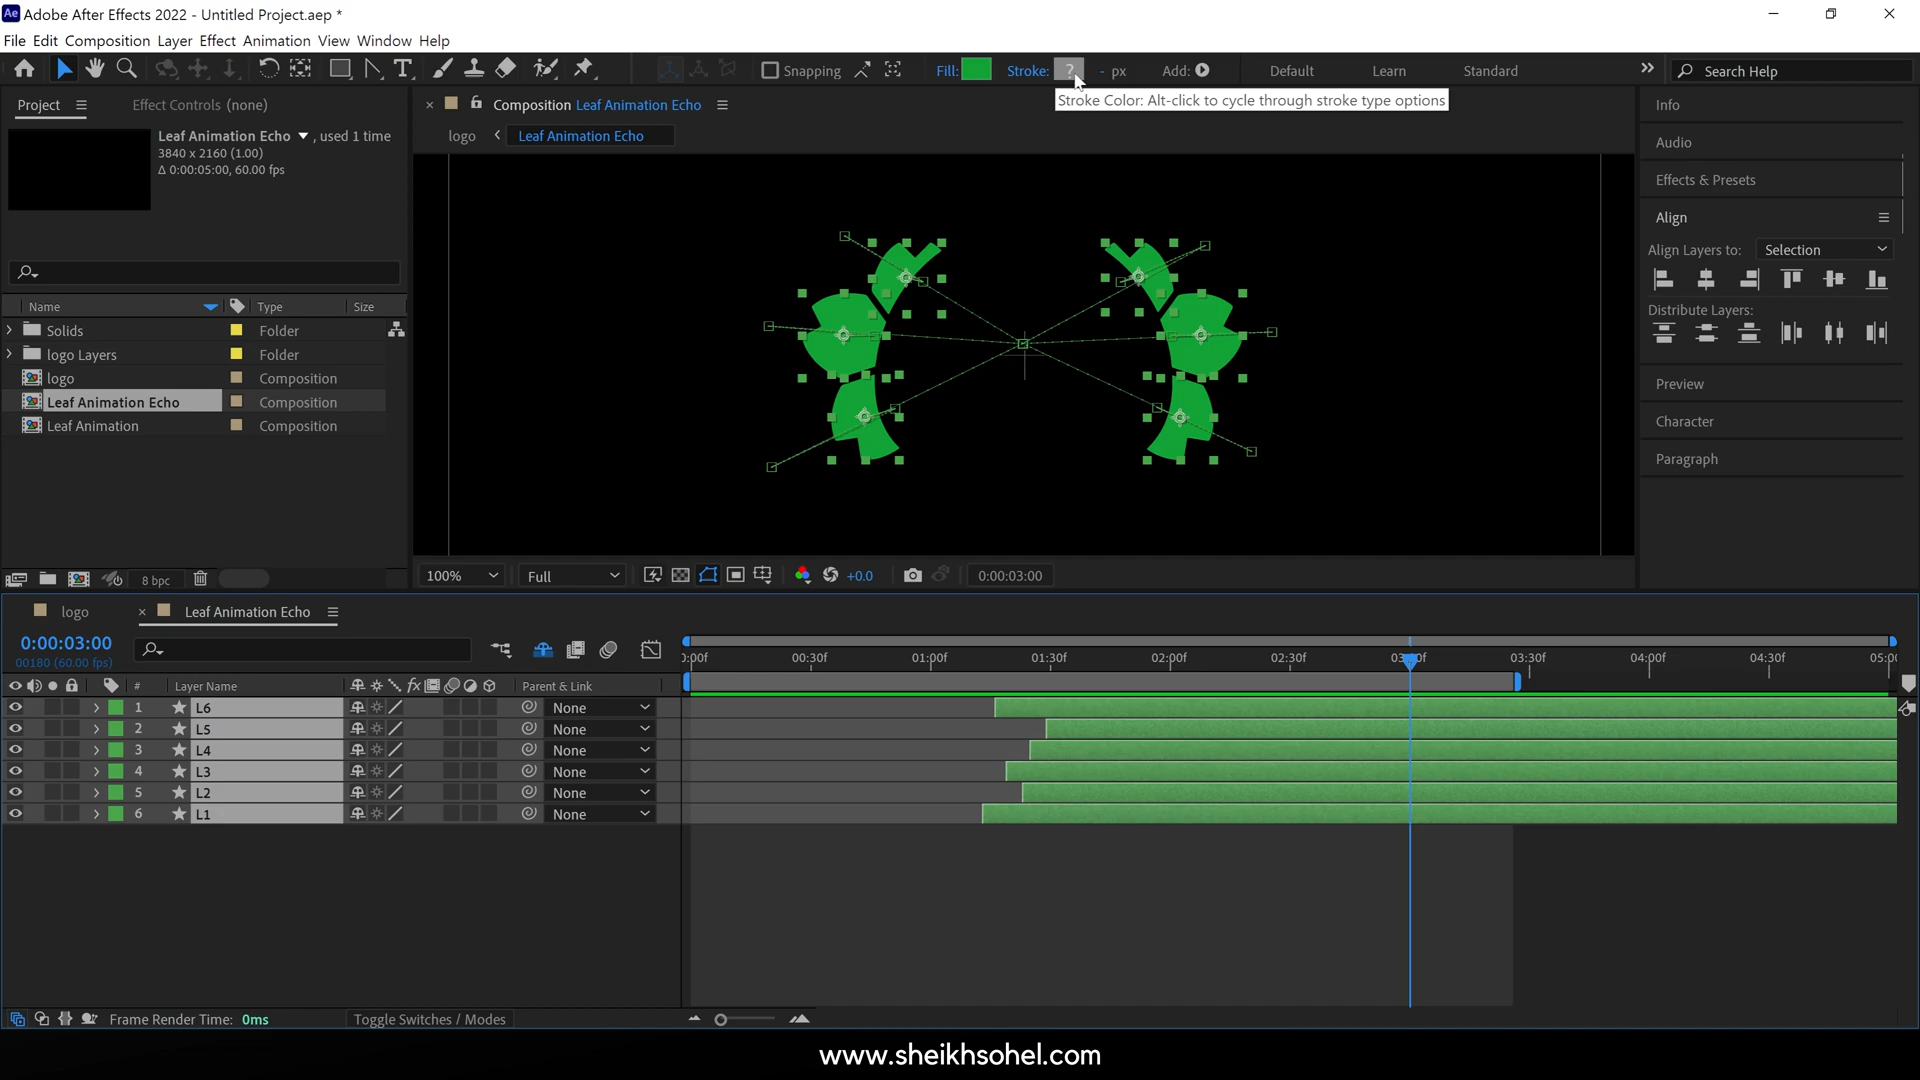 Ae Adobe After Effects 2022 - Untitled Project.aep *
File Edit Composition Layer Effect Animation View Window Help
Snapping Fill: Stroke: ? - px Add: Default Learn Standard Search Help
Stroke Color: Alt-click to cycle through stroke type options
Project Effect Controls (none)
Composition Leaf Animation Echo
logo Leaf Animation Echo
Leaf Animation Echo , used 1 time
3840 x 2160 (1.00)
Δ 0:00:05:00, 60.00 fps
Name Type Size
Solids Folder
logo Layers Folder
logo Composition
Leaf Animation Echo Composition
Leaf Animation Composition
8 bpc
100% Full +0.0 0:00:03:00
Info
Audio
Effects & Presets
Align
Align Layers to: Selection
Distribute Layers:
Preview
Character
Paragraph
logo Leaf Animation Echo
0:00:03:00
00180 (60.00 fps)
):00f 00:30f 01:00f 01:30f 02:00f 02:30f 03:00f 03:30f 04:00f 04:30f 05:00
# Layer Name fx Parent & Link
1 L6 None
2 L5 None
3 L4 None
4 L3 None
5 L2 None
6 L1 None
Frame Render Time: 0ms Toggle Switches / Modes
www.sheikhsohel.com